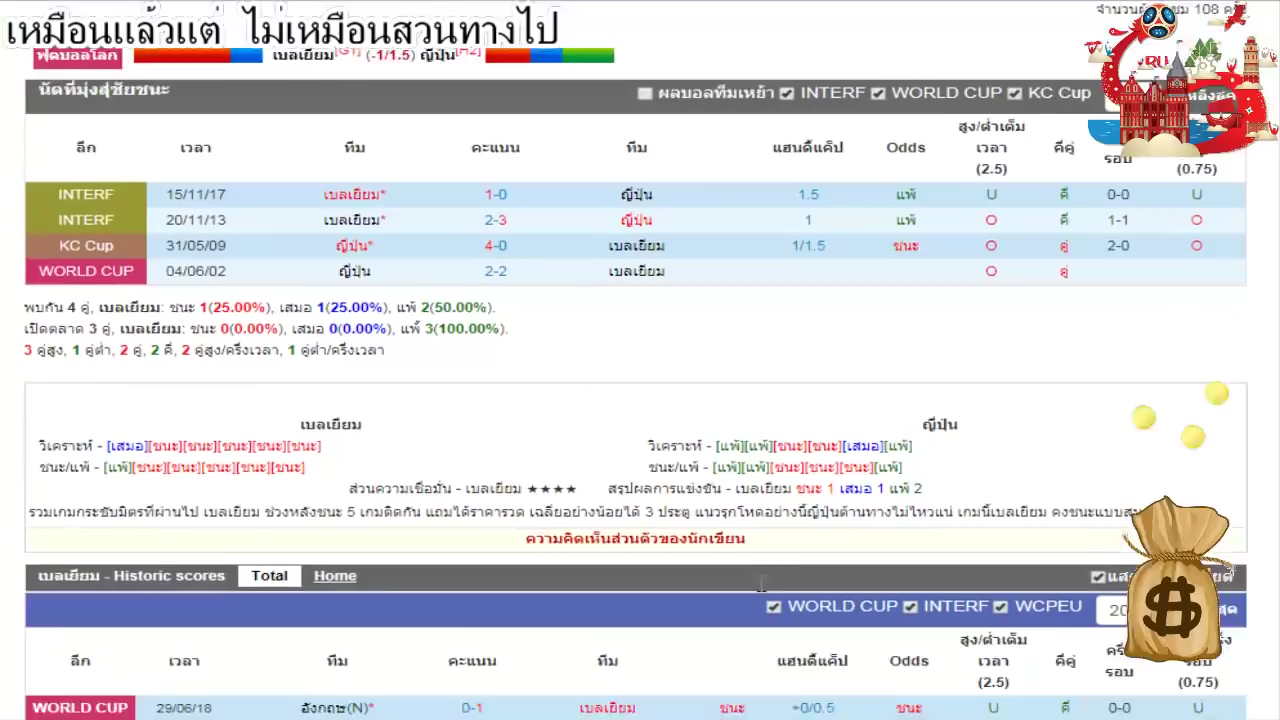 เหมือนแล้วแต่ ไม่เหมือนสวนทางไป
ฟุตบอลโลก เบลเยียม[G1] (-1/1.5) ญี่ปุ่น[H2]
นัดที่มุ่งสู่ชัยชนะ ผลบอลทีมเหย้า INTERF WORLD CUP KC Cup
ลีก เวลา ทีม คะแนน ทีม แฮนดี้แค็ป Odds สูง/ต่ำเต็มเวลา (2.5) คี่คู่ รอบ (0.75)
INTERF 15/11/17 เบลเยียม* 1-0 ญี่ปุ่น 1.5 แพ้ U คี่ 0-0 U
INTERF 20/11/13 เบลเยียม* 2-3 ญี่ปุ่น 1 แพ้ O คี่ 1-1 O
KC Cup 31/05/09 ญี่ปุ่น* 4-0 เบลเยียม 1/1.5 ชนะ O คู่ 2-0 O
WORLD CUP 04/06/02 ญี่ปุ่น 2-2 เบลเยียม O คู่
พบกัน 4 คู่, เบลเยียม: ชนะ 1(25.00%), เสมอ 1(25.00%), แพ้ 2(50.00%).
เปิดตลาด 3 คู่, เบลเยียม: ชนะ 0(0.00%), เสมอ 0(0.00%), แพ้ 3(100.00%).
3 คู่สูง, 1 คู่ต่ำ, 2 คู่, 2 คี่, 2 คู่สูง/ครึ่งเวลา, 1 คู่ต่ำ/ครึ่งเวลา
เบลเยียม ญี่ปุ่น
วิเคราะห์ - [เสมอ][ชนะ][ชนะ][ชนะ][ชนะ][ชนะ] วิเคราะห์ - [แพ้][แพ้][ชนะ][ชนะ][เสมอ][แพ้]
ชนะ/แพ้ - [แพ้][ชนะ][ชนะ][ชนะ][ชนะ][ชนะ] ชนะ/แพ้ - [แพ้][แพ้][ชนะ][ชนะ][ชนะ][แพ้]
ส่วนความเชื่อมั่น - เบลเยียม ★★★★ สรุปผลการแข่งขัน - เบลเยียม ชนะ 1 เสมอ 1 แพ้ 2
รวมเกมกระชับมิตรที่ผ่านไป เบลเยียม ช่วงหลังชนะ 5 เกมติดกัน แถมได้ราคารวด เฉลี่ยอย่างน้อยได้ 3 ประตู แนวรุกโหดอย่างนี้ญี่ปุ่นต้านทางไม่ไหวแน่ เกมนี้เบลเยียม คงชนะแบบ
ความคิดเห็นส่วนตัวของนักเขียน
เบลเยียม - Historic scores Total Home
WORLD CUP INTERF WCPEU 20
ลีก เวลา ทีม คะแนน ทีม แฮนดี้แค็ป Odds สูง/ต่ำเต็มเวลา (2.5) คี่คู่ รอบ รอบ (0.75)
WORLD CUP 29/06/18 อังกฤษ(N)* 0-1 เบลเยียม ชนะ +0/0.5 ชนะ U คี่ 0-0 U